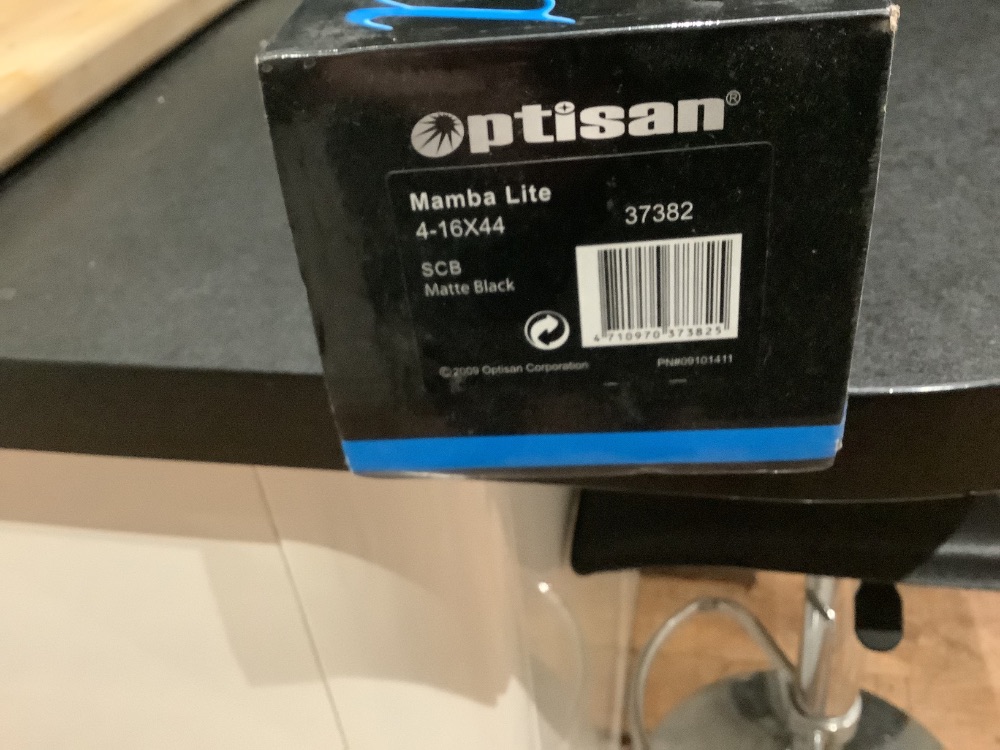 Optisan®
Mamba Lite
4-16X44
37382
SCB
Matte Black
4 710970 373825
©2009 Optisan Corporation
PN#09101411